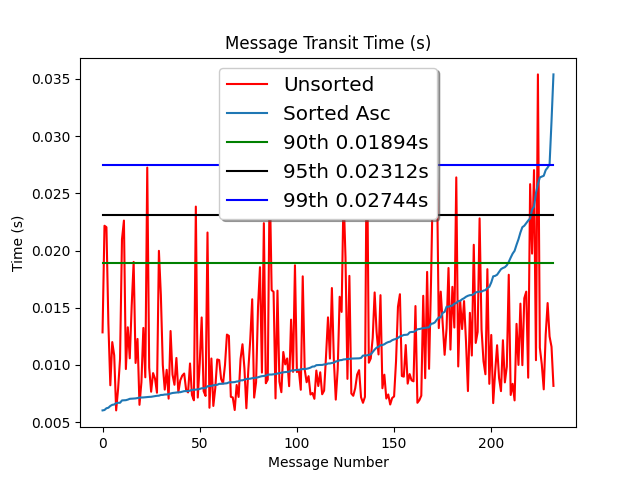 Message Transit Time (s)
Unsorted
Sorted Asc
90th 0.01894s
95th 0.02312s
99th 0.02744s
0.035
0.030
0.025
0.020
0.015
0.010
0.005
Time (s)
0 50 100 150 200
Message Number